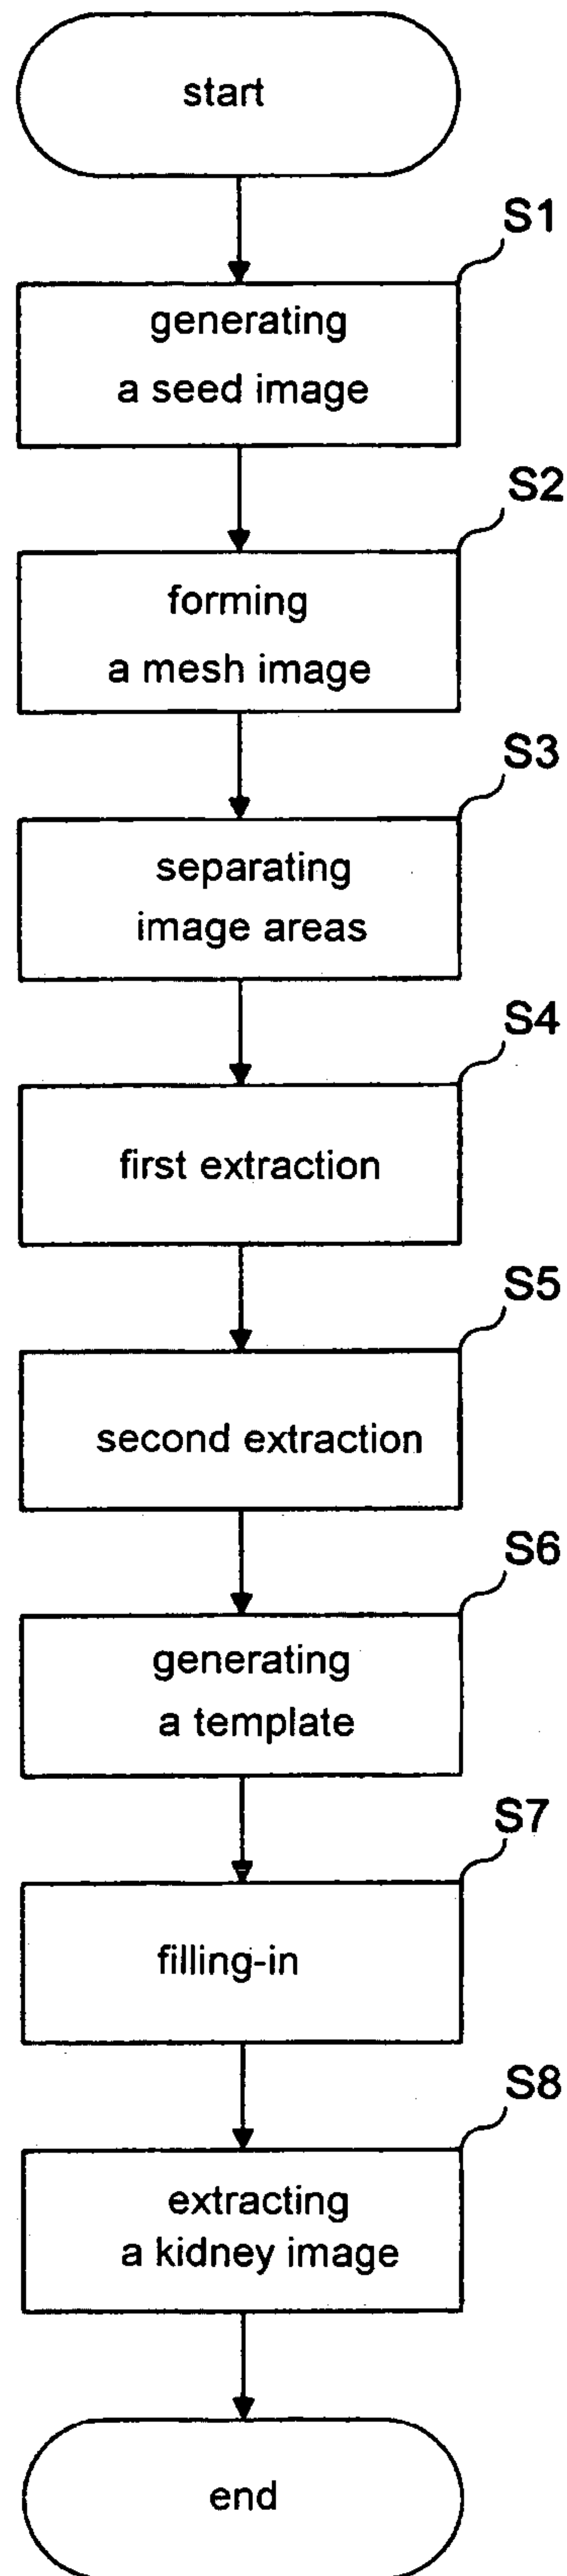 start
S1
generating
a seed image
S2
forming
a mesh image
S3
separating
image areas
S4
first extraction
S5
second extraction
S6
generating
a template
S7
filling-in
S8
extracting
a kidney image
end